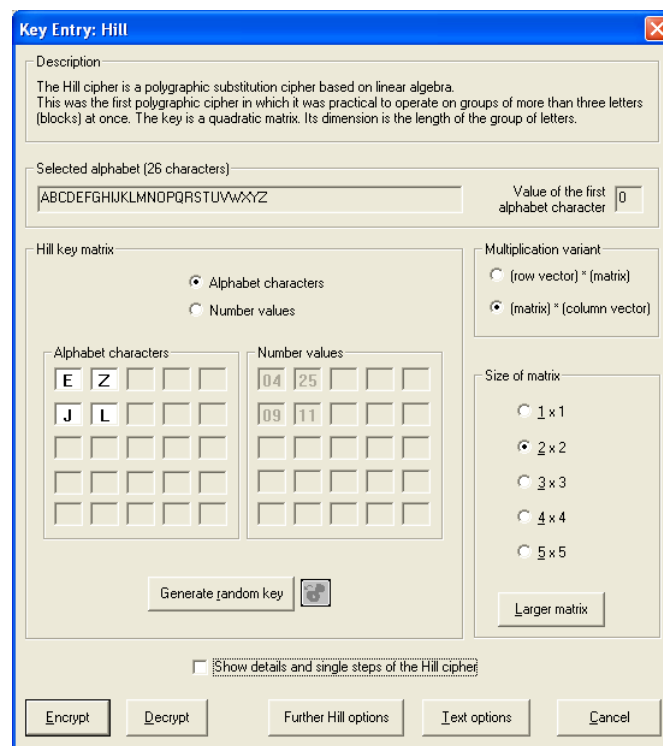 Key Entry: Hill
Description
The Hill cipher is a polygraphic substitution cipher based on linear algebra.
This was the first polygraphic cipher in which it was practical to operate on groups of more than three letters
(blocks) at once. The key is a quadratic matrix. Its dimension is the length of the group of letters.
Selected alphabet (26 characters)
ABCDEFGHIJKLMNOPQRSTUVWXYZ
Value of the first
alphabet character
0
Hill key matrix
Alphabet characters
Number values
Multiplication variant
(row vector) * (matrix)
(matrix) * (column vector)
Alphabet characters
E Z
J L
Number values
04 25
09 11
Size of matrix
1 x 1
2 x 2
3 x 3
4 x 4
5 x 5
Larger matrix
Generate random key
Show details and single steps of the Hill cipher
Encrypt
Decrypt
Further Hill options
Text options
Cancel